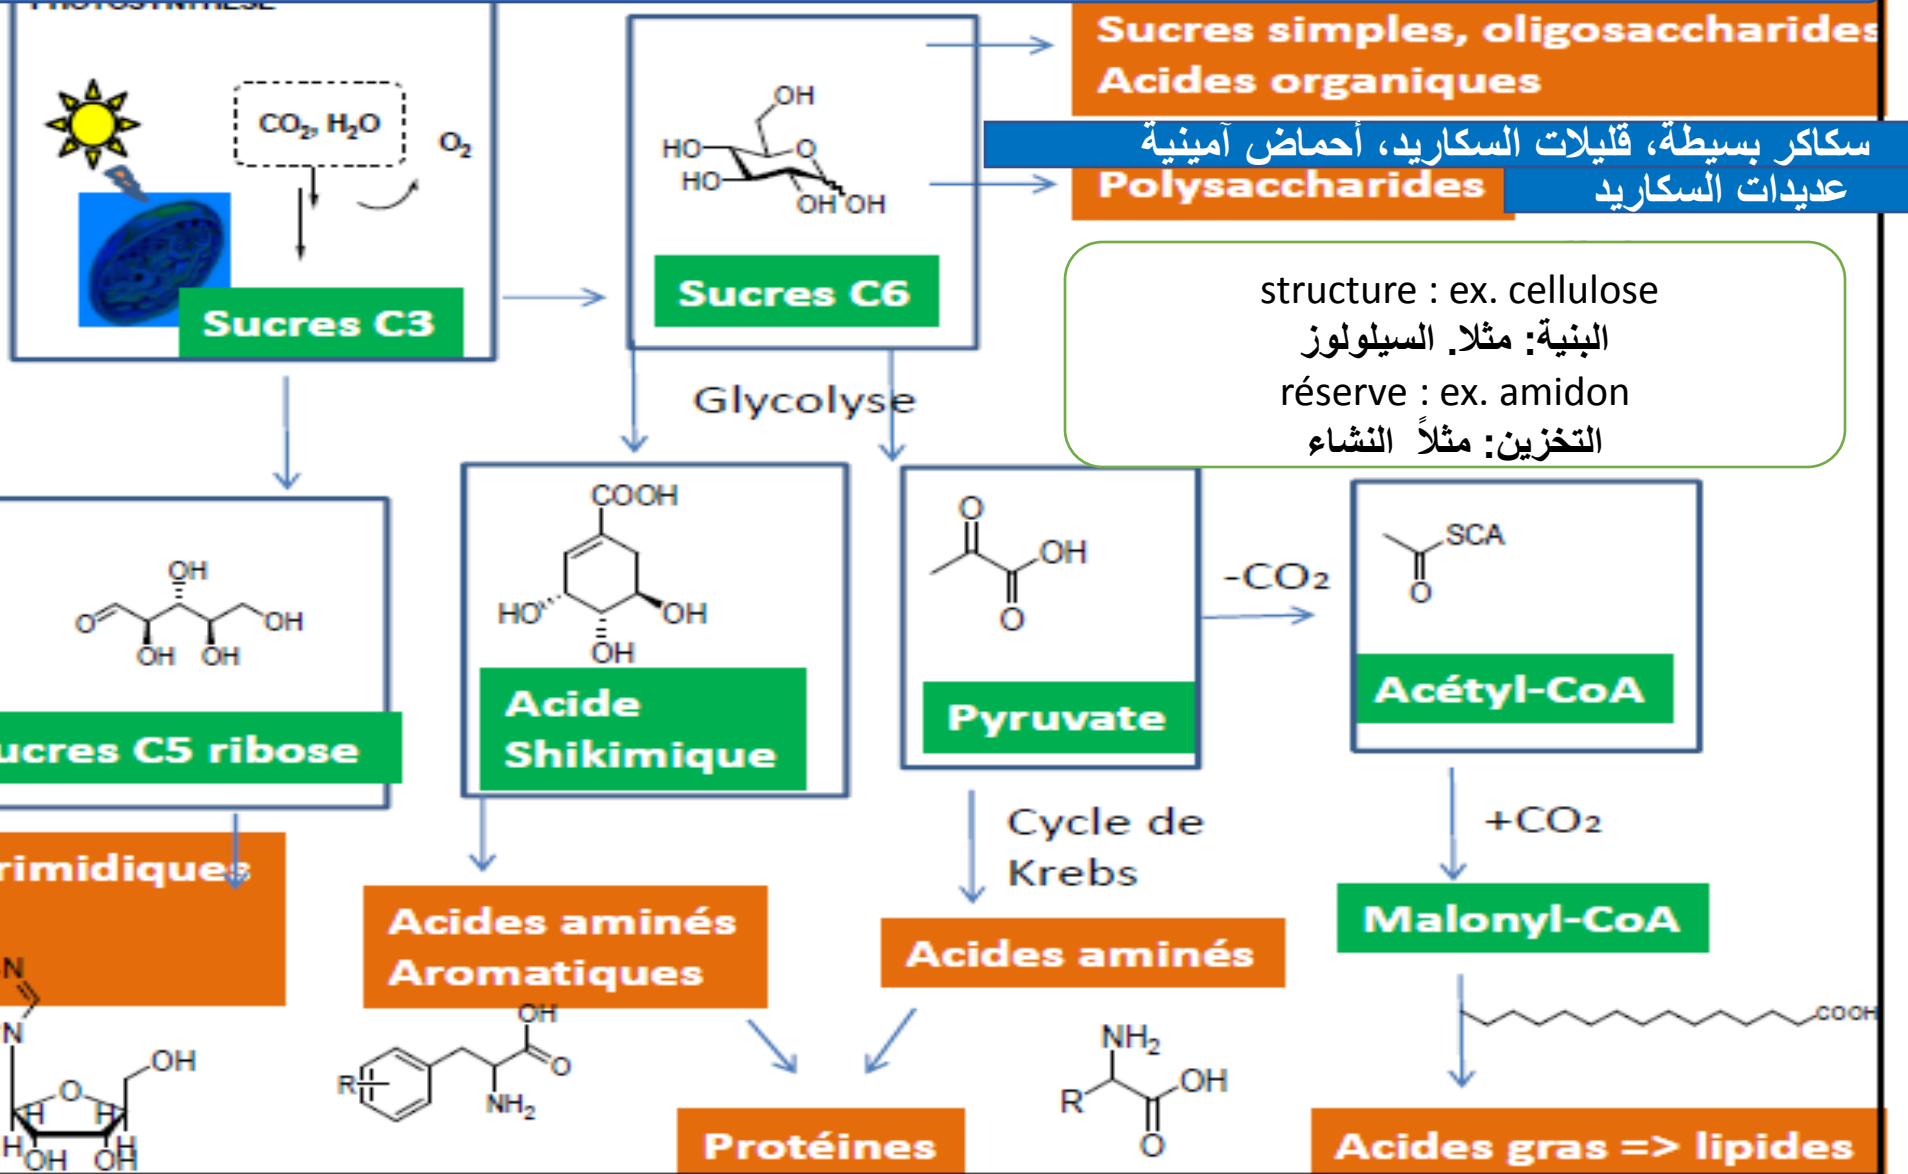 CO₂, H₂O
O₂
Sucres C3
OH
HO
O
HO
OH OH
Sucres C6
Sucres simples, oligosaccharides
Acides organiques
سكاكر بسيطة، قليلات السكاريد، أحماض آمينية
Polysaccharides
عديدات السكاريد
structure : ex. cellulose
البنية: مثلا. السيلولوز
réserve : ex. amidon
التخزين: مثلاً النشاء
Glycolyse
OH
O
OH
OH OH
ucres C5 ribose
COOH
HO
OH
OH
Acide
Shikimique
O
OH
O
Pyruvate
-CO₂
SCA
O
Acétyl-CoA
Cycle de
Krebs
+CO₂
rimidiques
Acides aminés
Aromatiques
Acides aminés
Malonyl-CoA
N
N
OH
O
H H
H H
OH OH
OH
O
R
NH₂
NH₂
OH
R
O
COOH
Protéines
Acides gras => lipides